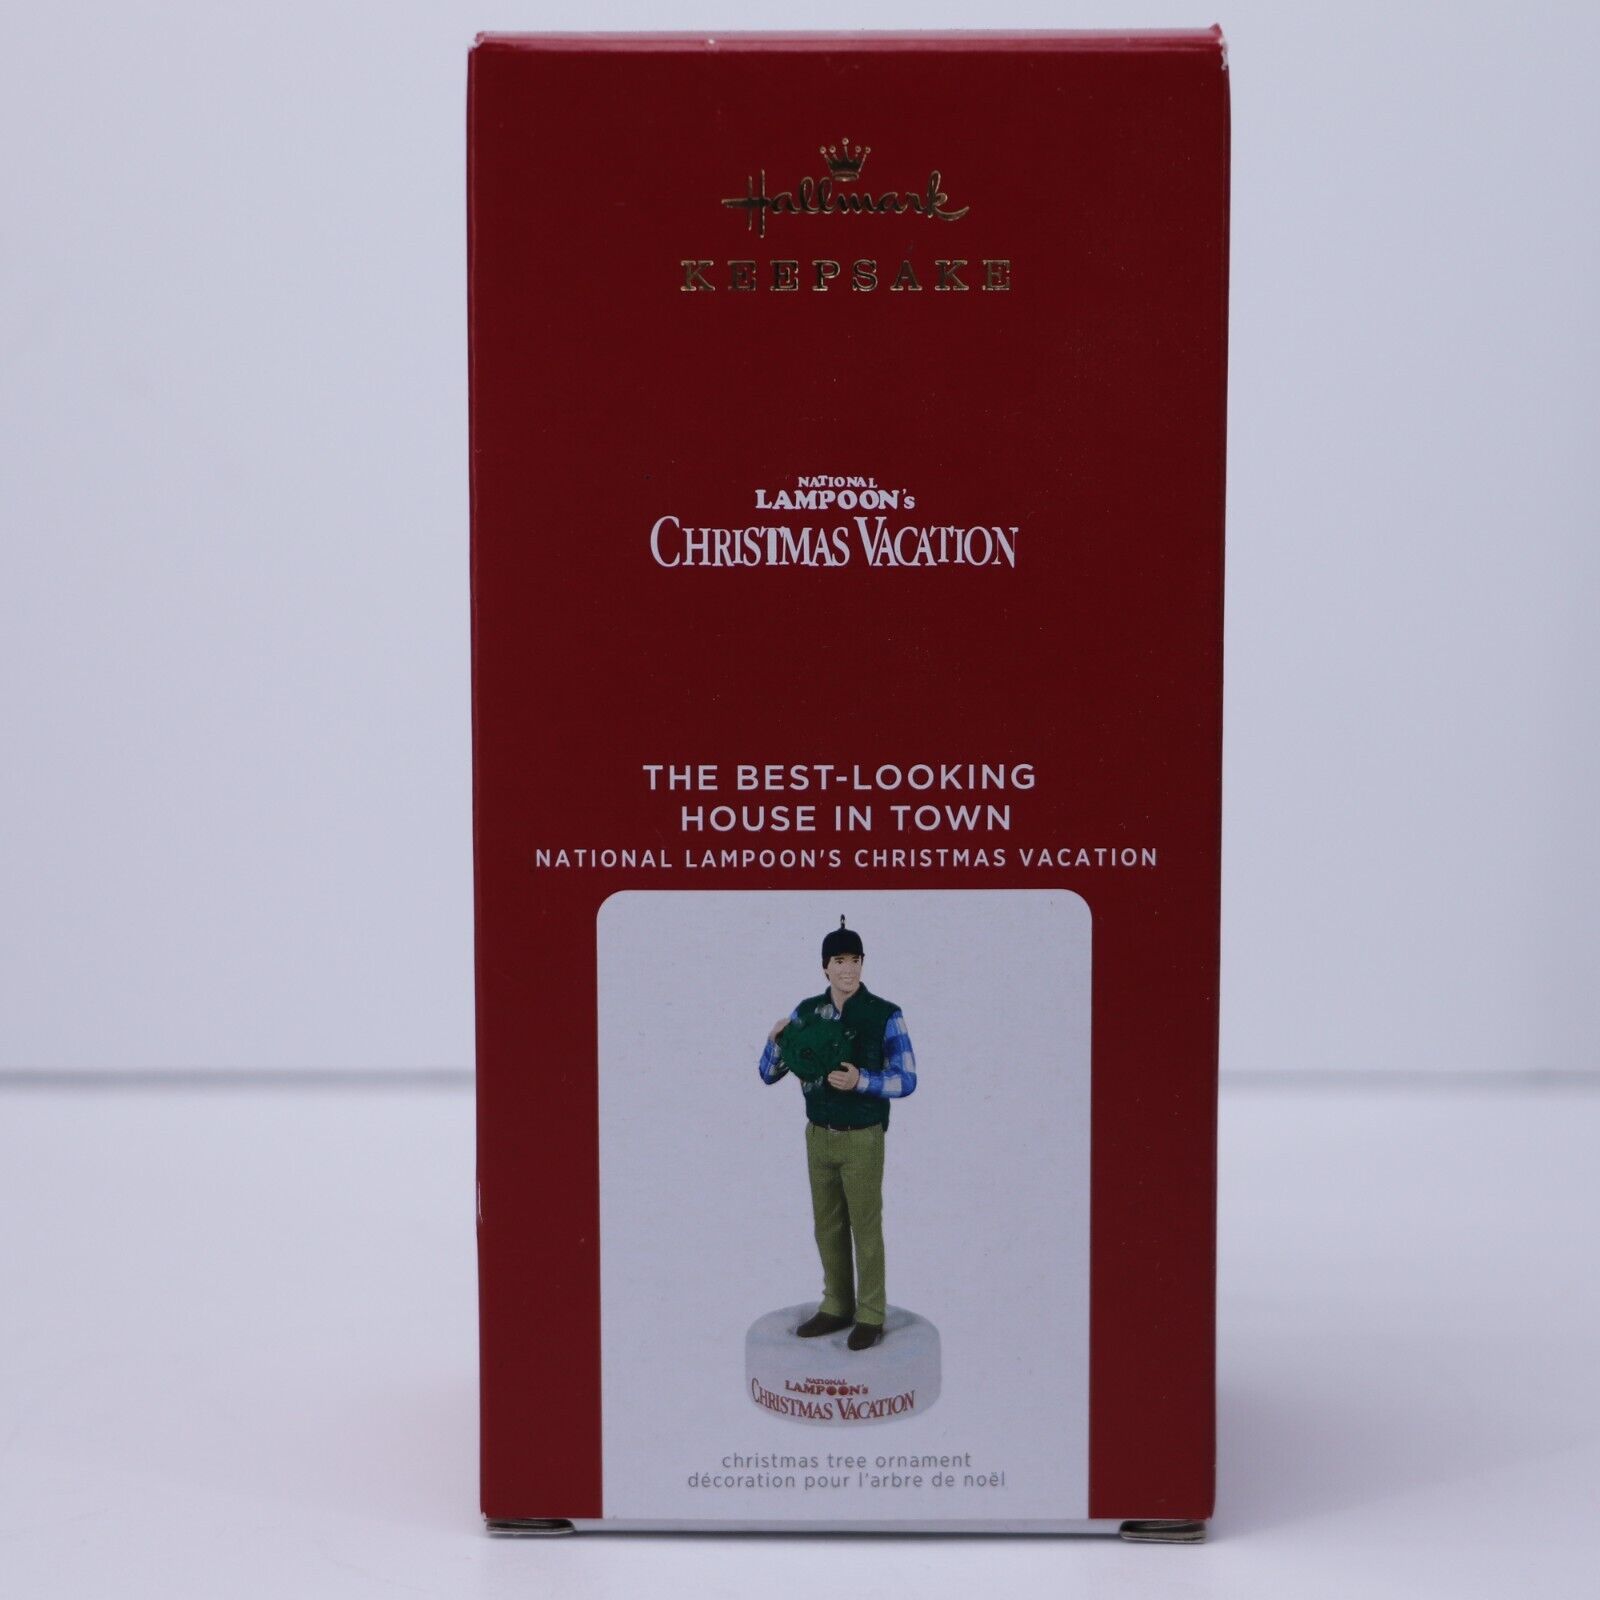 Hallmark
KEEPSAKE
NATIONAL
LAMPOON's
CHRISTMAS VACATION
THE BEST-LOOKING
HOUSE IN TOWN
NATIONAL LAMPOON'S CHRISTMAS VACATION
NATIONAL
LAMPOON's
CHRISTMAS VACATION
christmas tree ornament
décoration pour l'arbre de noël